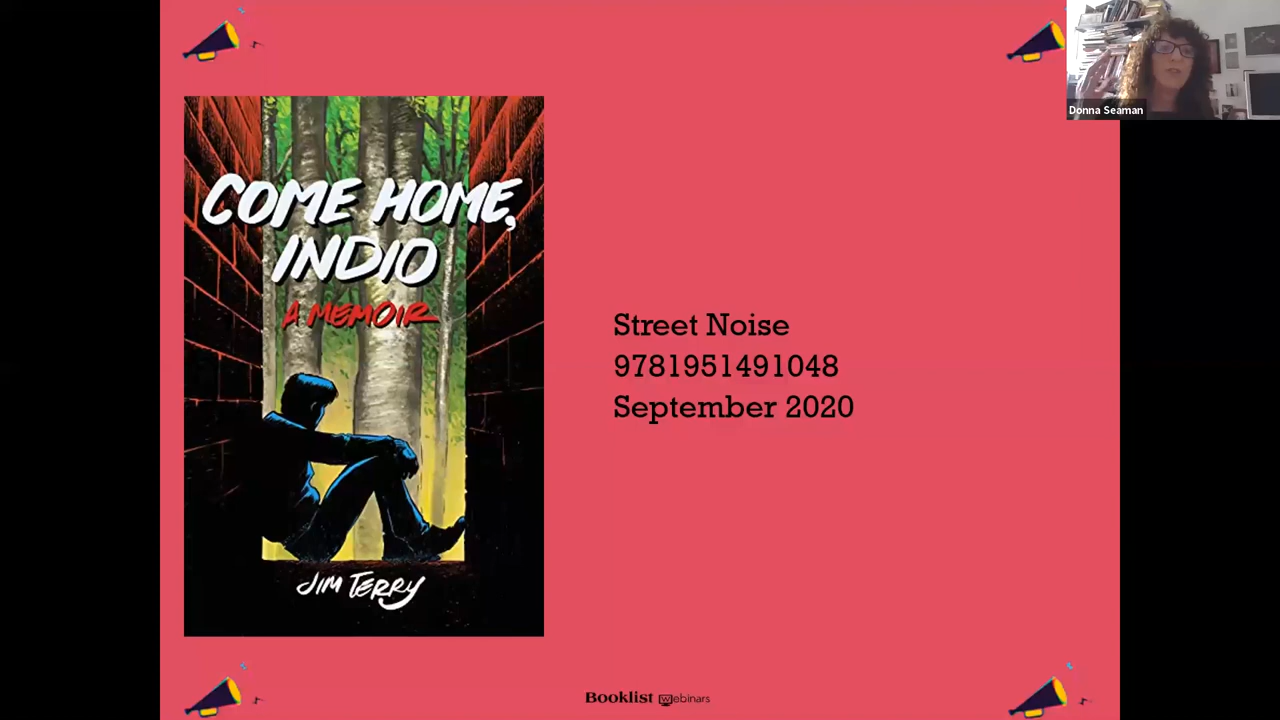 COME HOME,
INDIO
A MEMOIR
JIM TERRY
Street Noise
9781951491048
September 2020
Donna Seaman
Booklist webinars